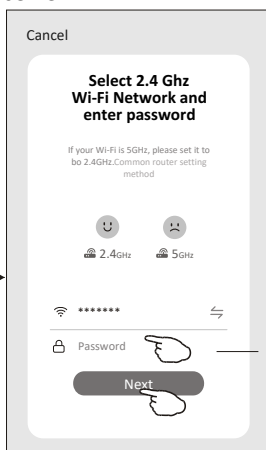 Cancel
Select 2.4 Ghz
Wi-Fi Network and
enter password
If your Wi-Fi is 5GHz, please set it to
bo 2.4GHz.Common router setting
method
2.4GHz 5GHz
*******
Password
Next